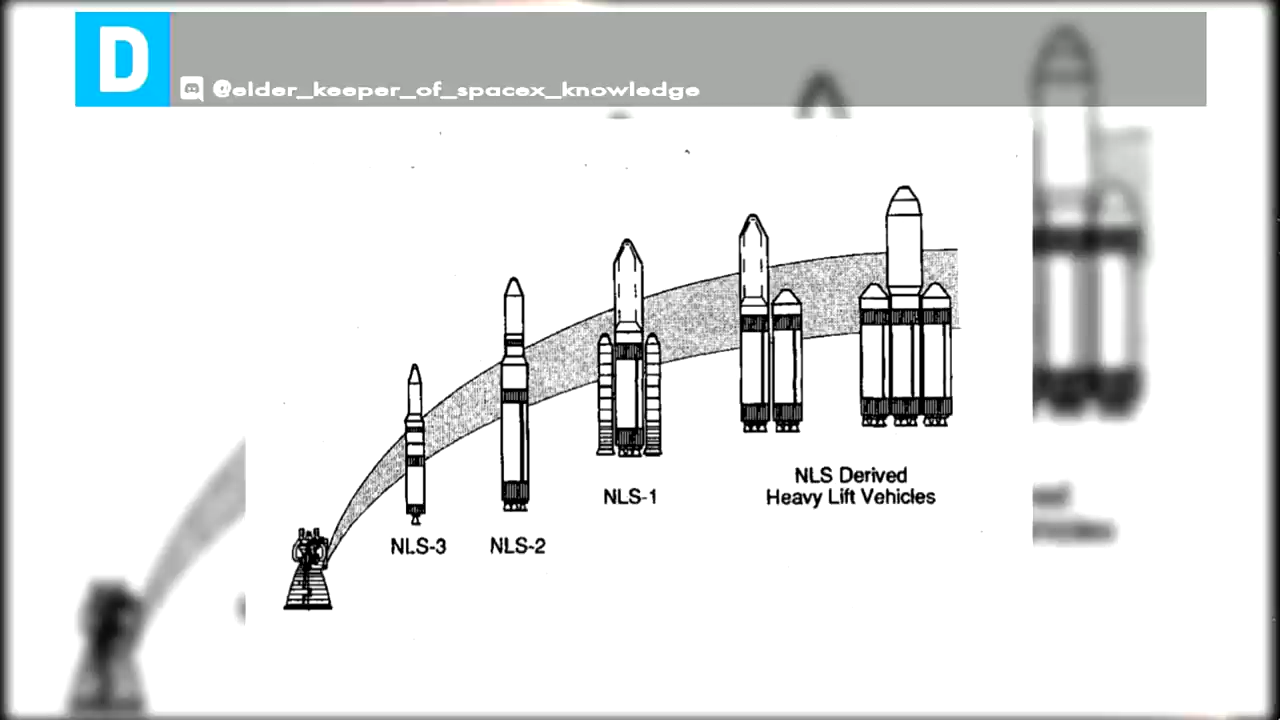 D
@elder_keeper_of_spacex_knowledge
NLS-3
NLS-2
NLS-1
NLS Derived
Heavy Lift Vehicles